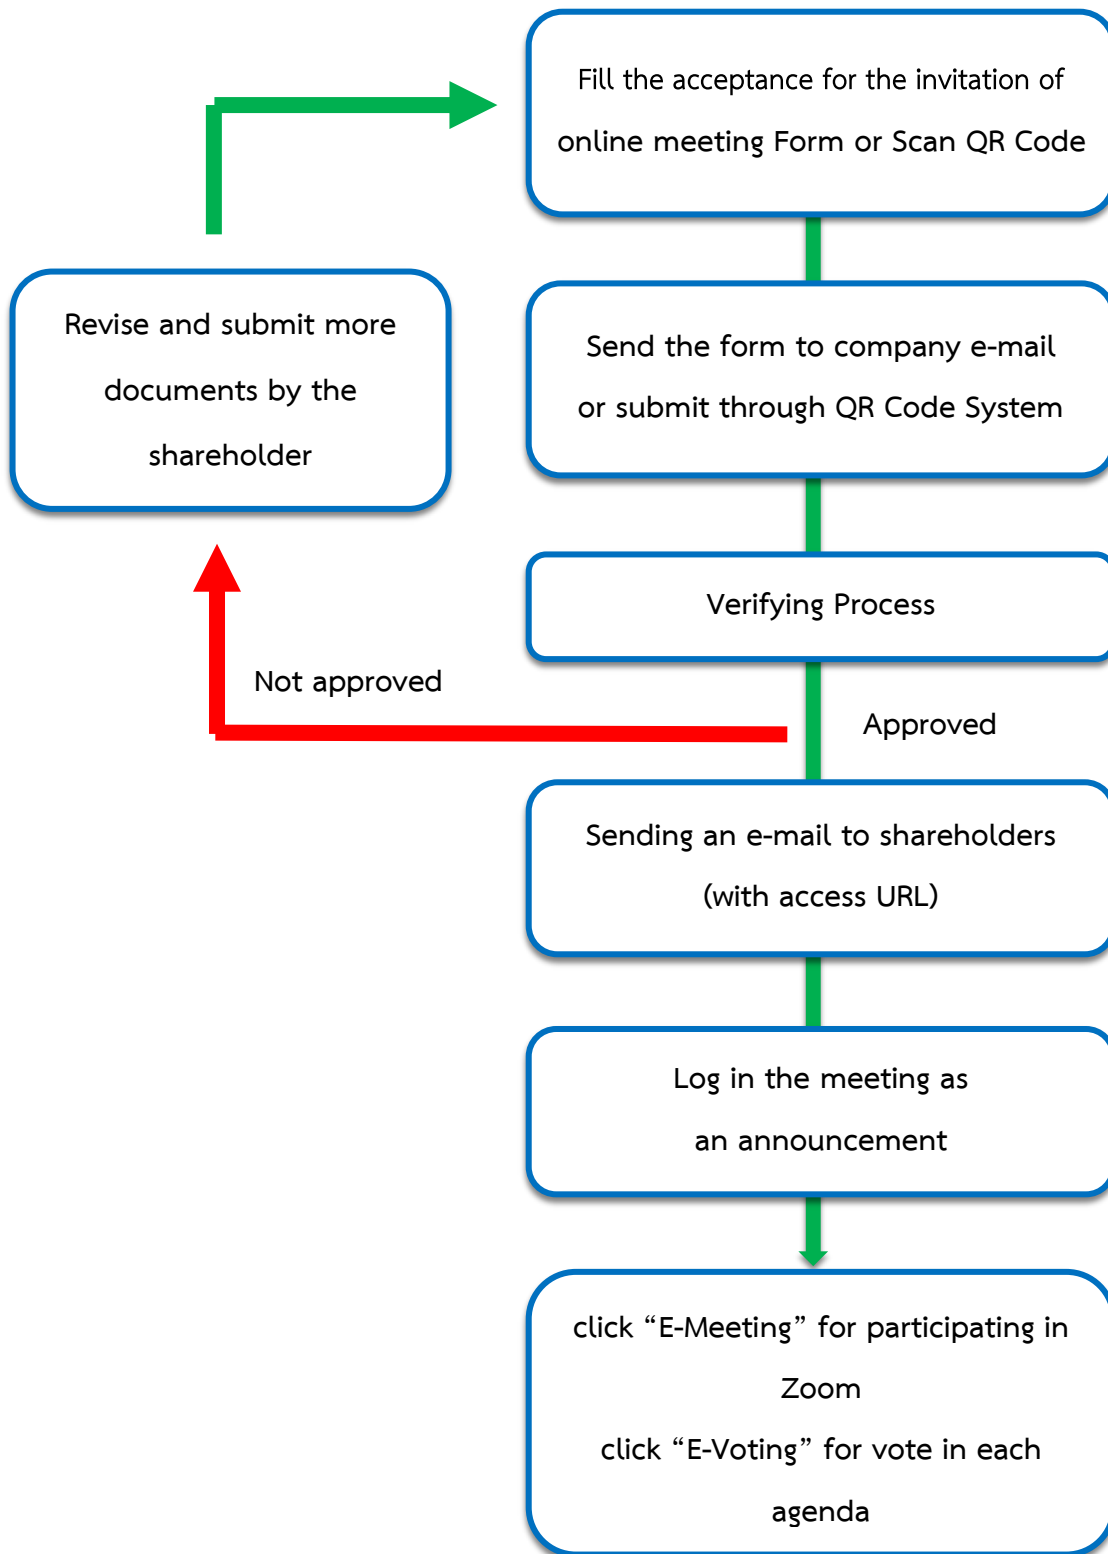 Fill the acceptance for the invitation of
online meeting Form or Scan QR Code
Revise and submit more
documents by the
shareholder
Send the form to company e-mail
or submit through QR Code System
Verifying Process
Not approved
Approved
Sending an e-mail to shareholders
(with access URL)
Log in the meeting as
an announcement
click “E-Meeting” for participating in
Zoom
click “E-Voting” for vote in each
agenda